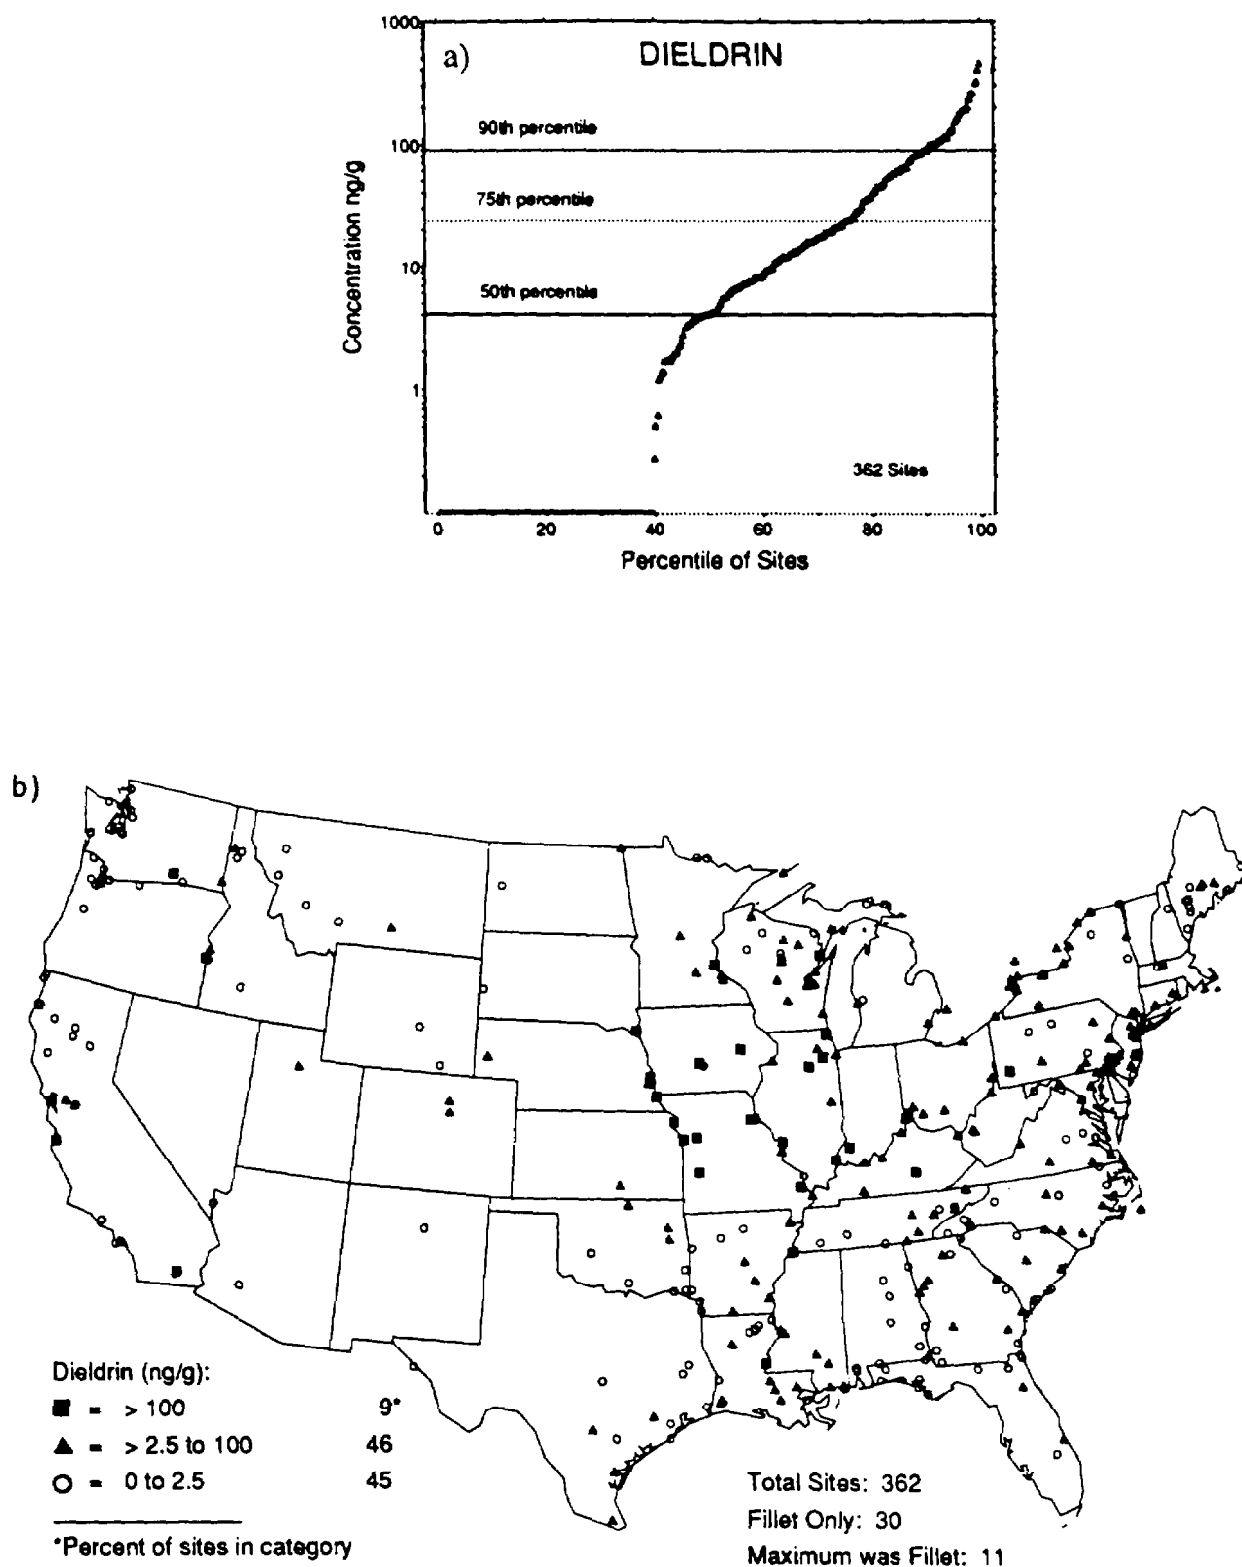 1000
a)
DIELDRIN
90th percentile
100
75th percentile
Concentration ng/g
10
50th percentile
1
362 Sites
0 20 40 60 80 100
Percentile of Sites
b)
Dieldrin (ng/g):
■ = > 100 9*
▲ = > 2.5 to 100 46
○ = 0 to 2.5 45
*Percent of sites in category
Total Sites: 362
Fillet Only: 30
Maximum was Fillet: 11